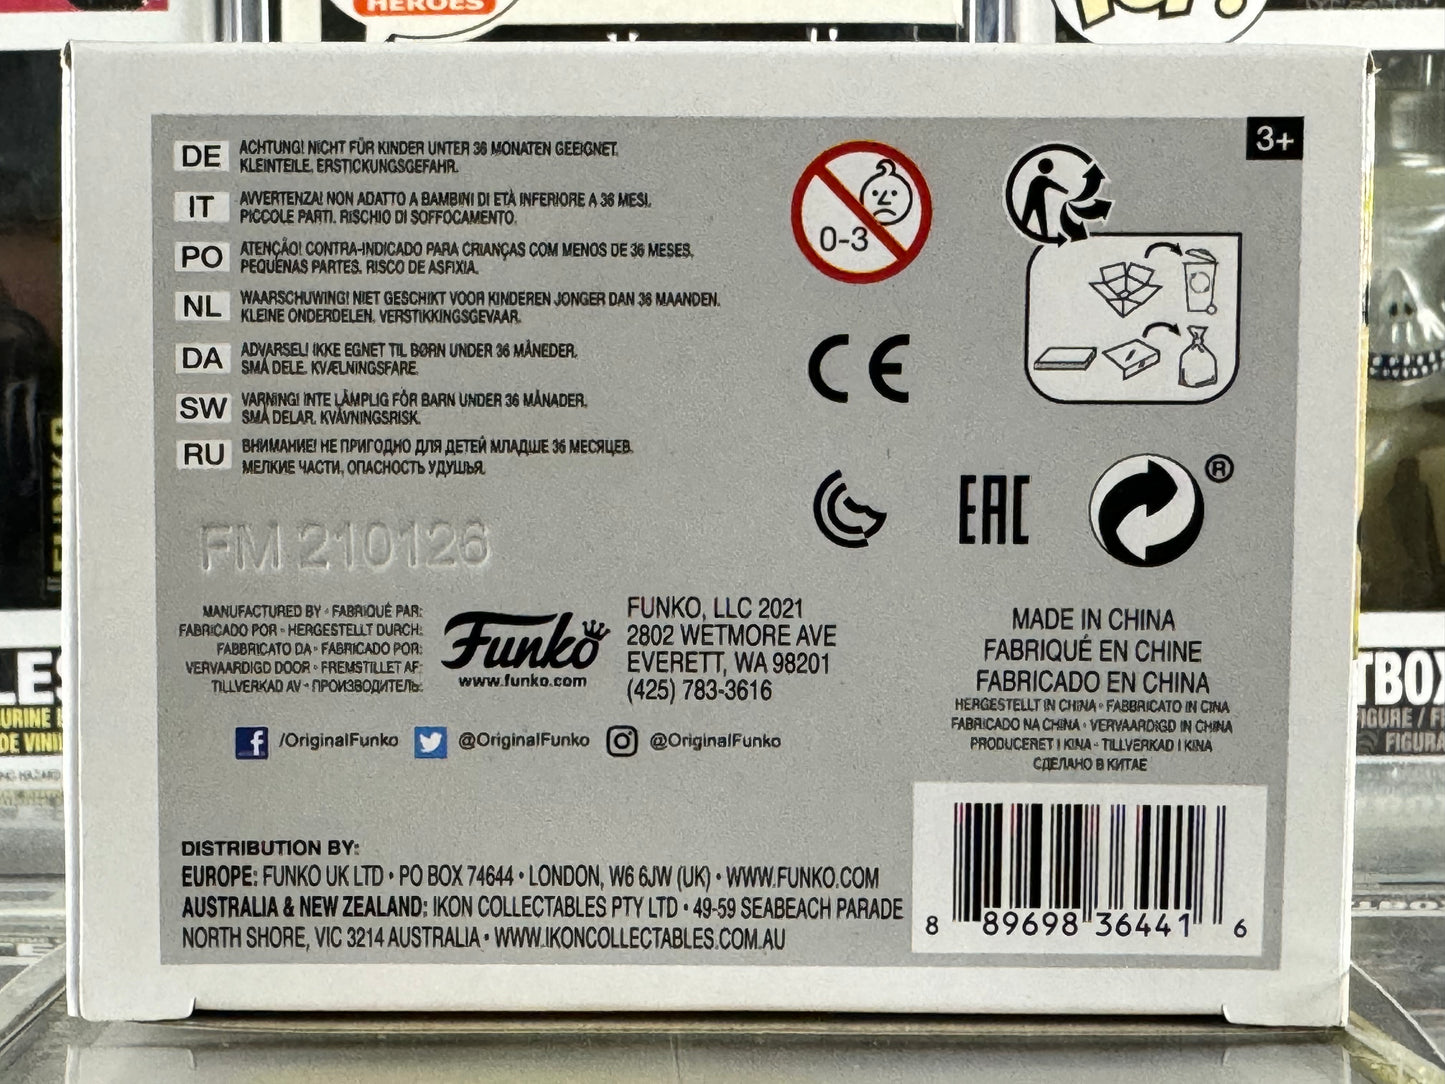 HEROES
POP!
3+
DE ACHTUNG! NICHT FÜR KINDER UNTER 36 MONATEN GEEIGNET.
KLEINTEILE. ERSTICKUNGSGEFAHR.
IT AVVERTENZA! NON ADATTO A BAMBINI DI ETÀ INFERIORE A 36 MESI.
PICCOLE PARTI. RISCHIO DI SOFFOCAMENTO.
PO ATENÇÃO! CONTRA-INDICADO PARA CRIANÇAS COM MENOS DE 36 MESES.
PEQUENAS PARTES. RISCO DE ASFIXIA.
NL WAARSCHUWING! NIET GESCHIKT VOOR KINDEREN JONGER DAN 36 MAANDEN.
KLEINE ONDERDELEN. VERSTIKKINGSGEVAAR.
DA ADVARSEL! IKKE EGNET TIL BØRN UNDER 36 MÅNEDER.
SMÅ DELE. KVÆLNINGSFARE.
SW VARNING! INTE LÄMPLIG FÖR BARN UNDER 36 MÅNADER.
SMÅ DELAR. KVÄVNINGSRISK.
RU ВНИМАНИЕ! НЕ ПРИГОДНО ДЛЯ ДЕТЕЙ МЛАДШЕ 36 МЕСЯЦЕВ.
МЕЛКИЕ ЧАСТИ, ОПАСНОСТЬ УДУШЬЯ.
0-3
CE
EAC
®
FM 210126
MANUFACTURED BY • FABRIQUÉ PAR:
FABRICADO POR • HERGESTELLT DURCH:
FABBRICATO DA • FABRICADO POR:
VERVAARDIGD DOOR • FREMSTILLET AF:
TILLVERKAD AV • ПРОИЗВОДИТЕЛЬ:
Funko
www.funko.com
FUNKO, LLC 2021
2802 WETMORE AVE
EVERETT, WA 98201
(425) 783-3616
MADE IN CHINA
FABRIQUÉ EN CHINE
FABRICADO EN CHINA
HERGESTELLT IN CHINA • FABBRICATO IN CINA
FABRICADO NA CHINA • VERVAARDIGD IN CHINA
PRODUCERET I KINA • TILLVERKAD I KINA
СДЕЛАНО В КИТАЕ
/OriginalFunko @OriginalFunko @OriginalFunko
DISTRIBUTION BY:
EUROPE: FUNKO UK LTD • PO BOX 74644 • LONDON, W6 6JW (UK) • WWW.FUNKO.COM
AUSTRALIA & NEW ZEALAND: IKON COLLECTABLES PTY LTD • 49-59 SEABEACH PARADE
NORTH SHORE, VIC 3214 AUSTRALIA • WWW.IKONCOLLECTABLES.COM.AU
8 89698 36441 6